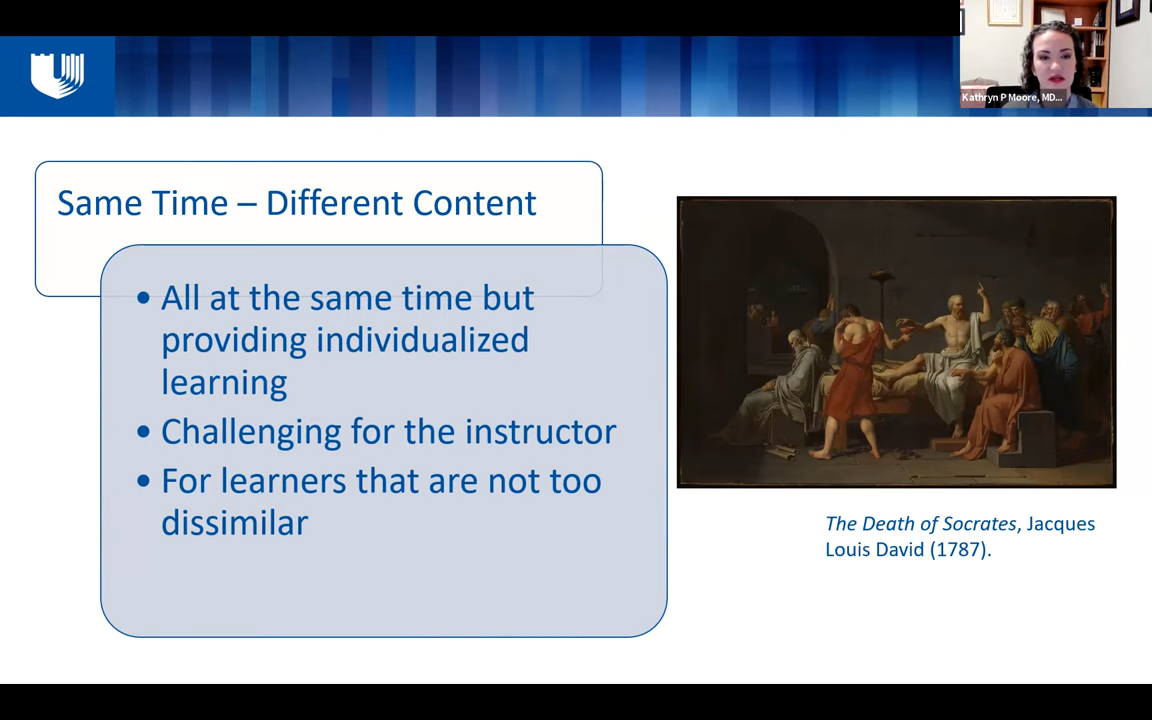 Kathryn P Moore, MD...
Same Time – Different Content
• All at the same time but
providing individualized
learning
• Challenging for the instructor
• For learners that are not too
dissimilar
The Death of Socrates, Jacques
Louis David (1787).